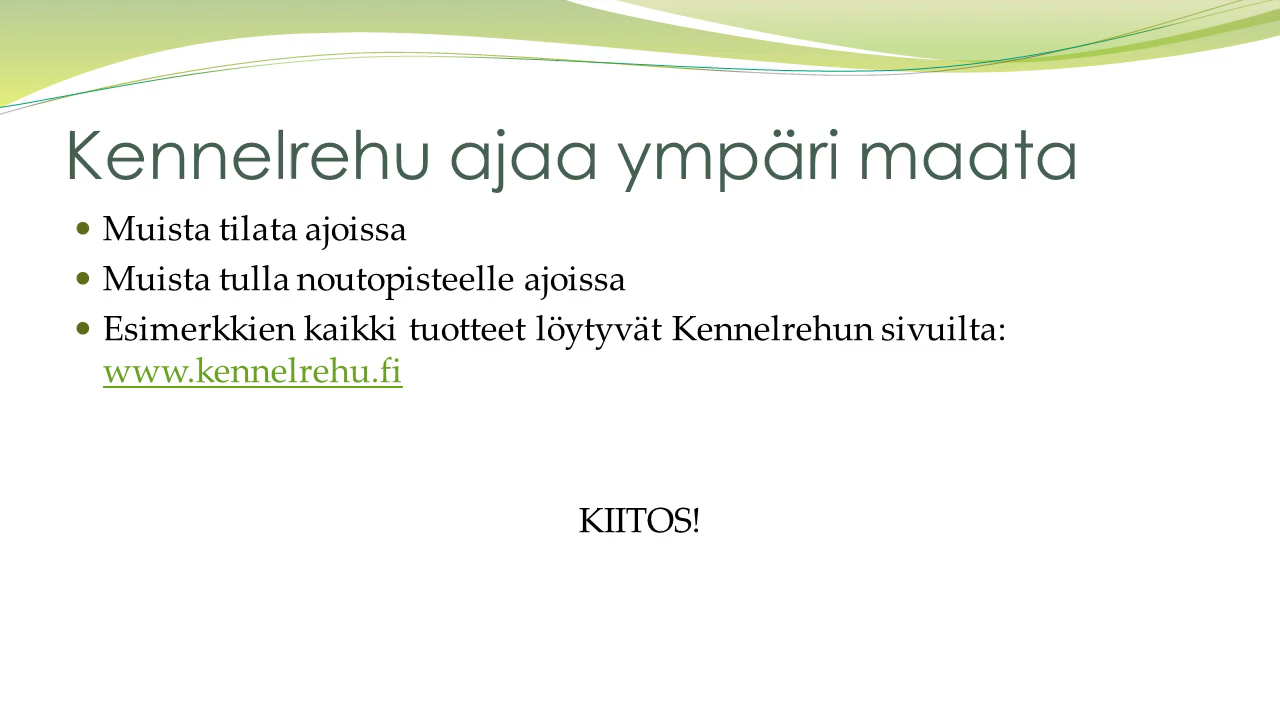 Kennelrehu ajaa ympäri maata
Muista tilata ajoissa
Muista tulla noutopisteelle ajoissa
Esimerkkien kaikki tuotteet löytyvät Kennelrehun sivuilta:
www.kennelrehu.fi
KIITOS!